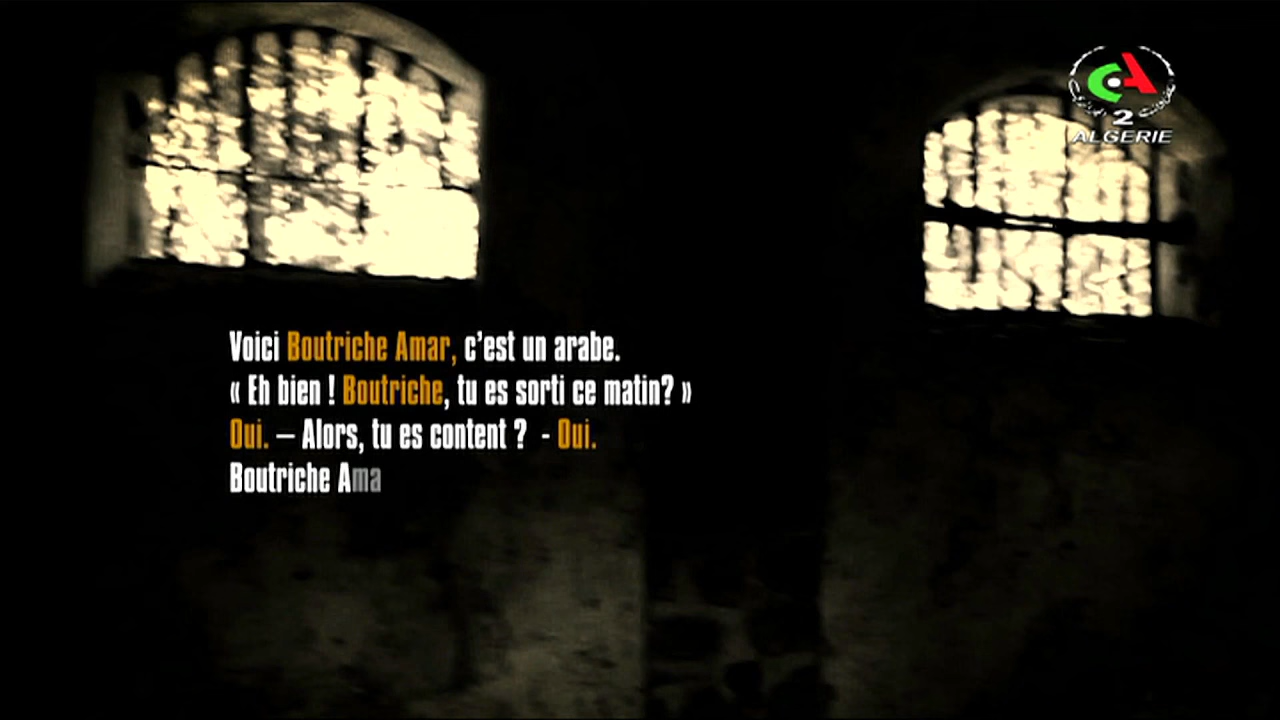 2
ALGERIE
Voici Boutriche Amar, c’est un arabe.
« Eh bien ! Boutriche, tu es sorti ce matin? »
Oui. – Alors, tu es content ? - Oui.
Boutriche Ama